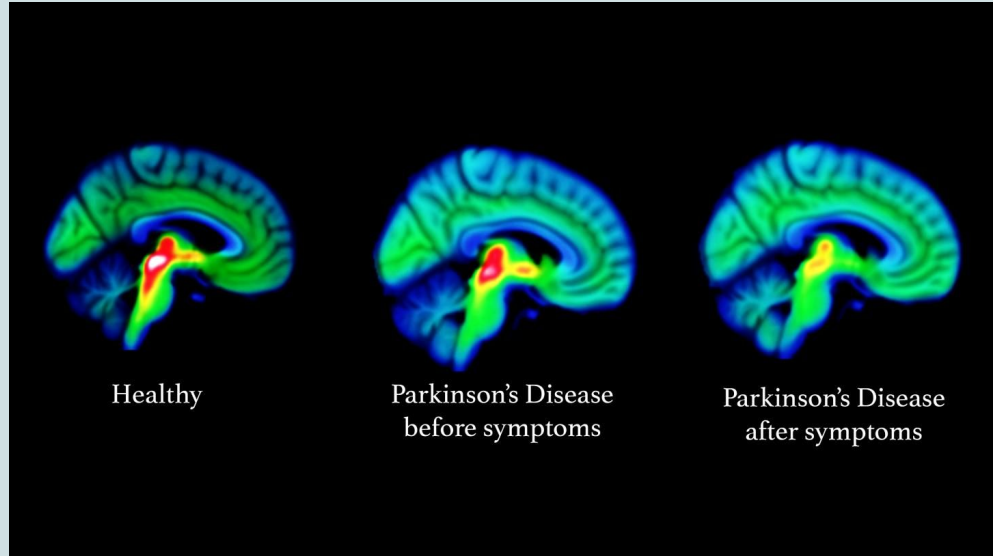 Healthy
Parkinson’s Disease
before symptoms
Parkinson’s Disease
after symptoms